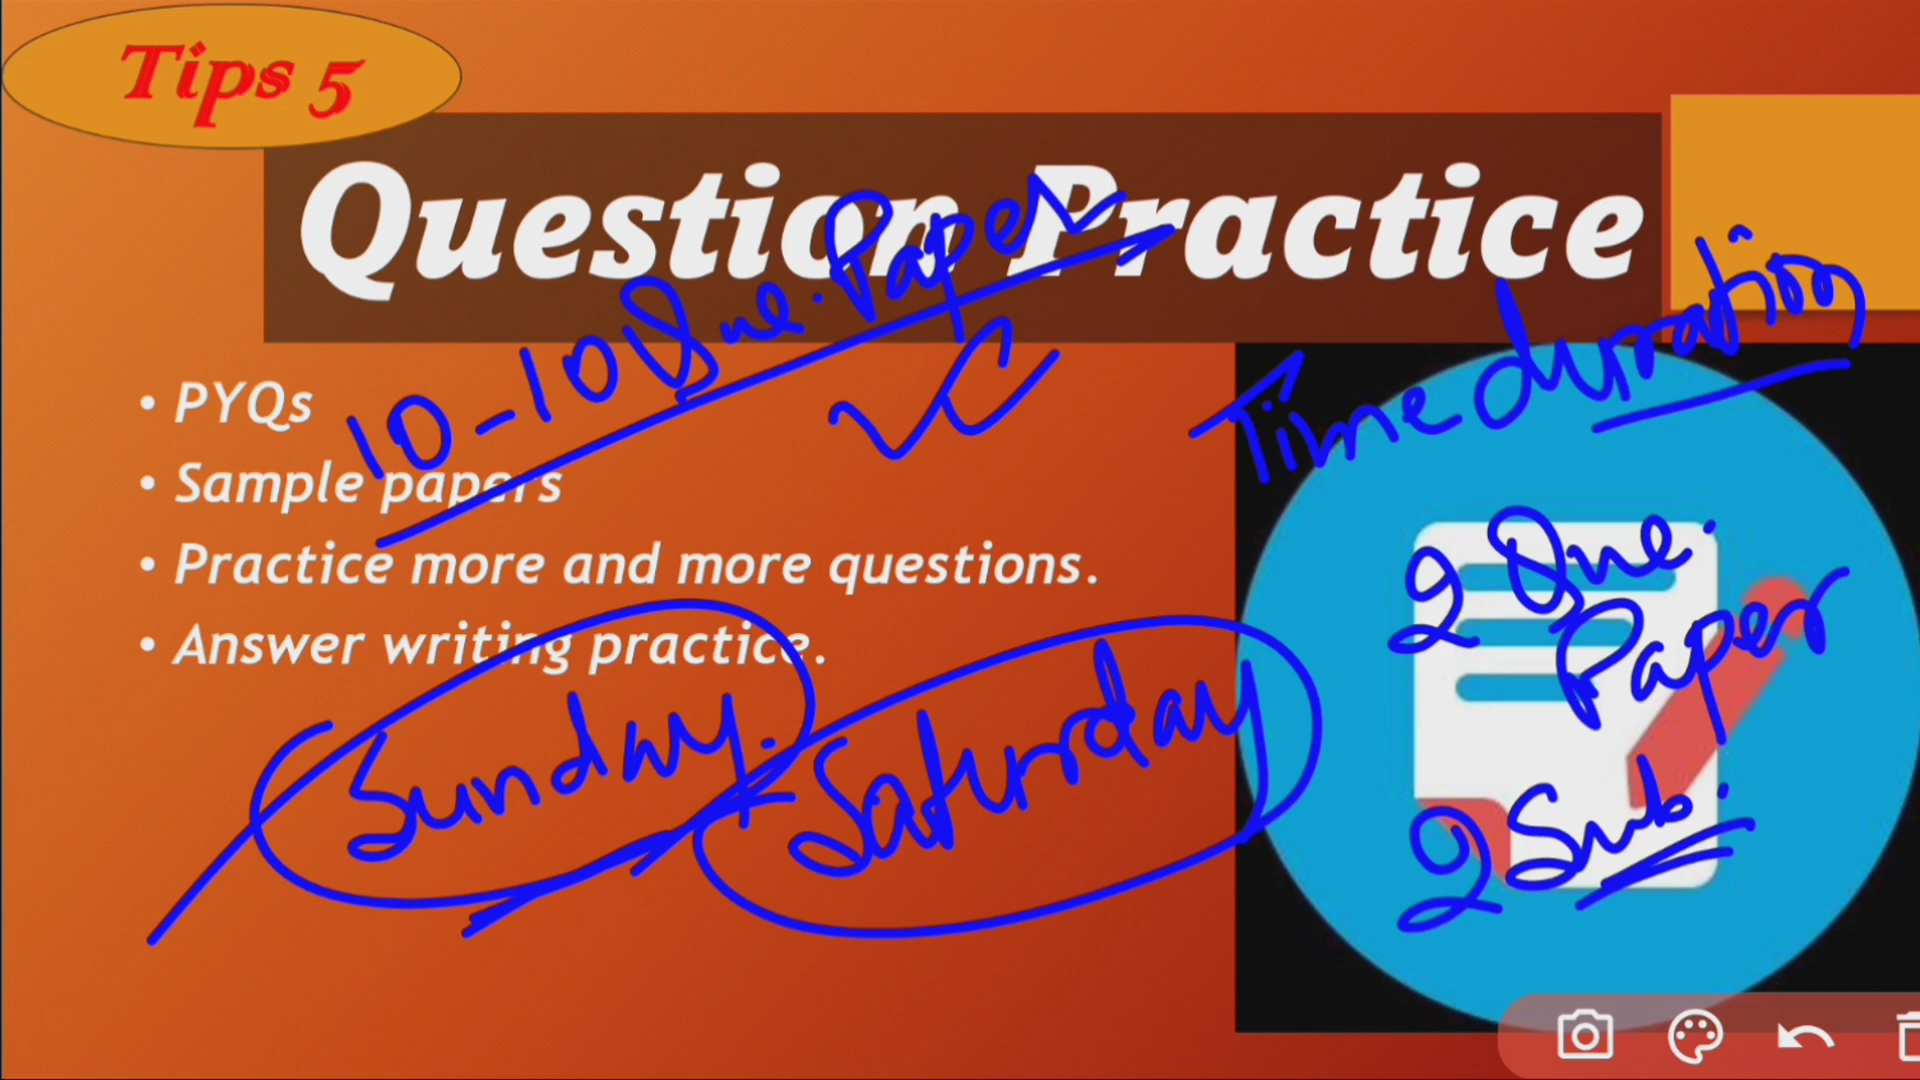 Tips 5
Question Practice
10-10 Que. Paper
Time duration
• PYQs
• Sample papers
• Practice more and more questions.
• Answer writing practice.
2 Que.
Paper
Sunday.
Saturday
2 Sub.